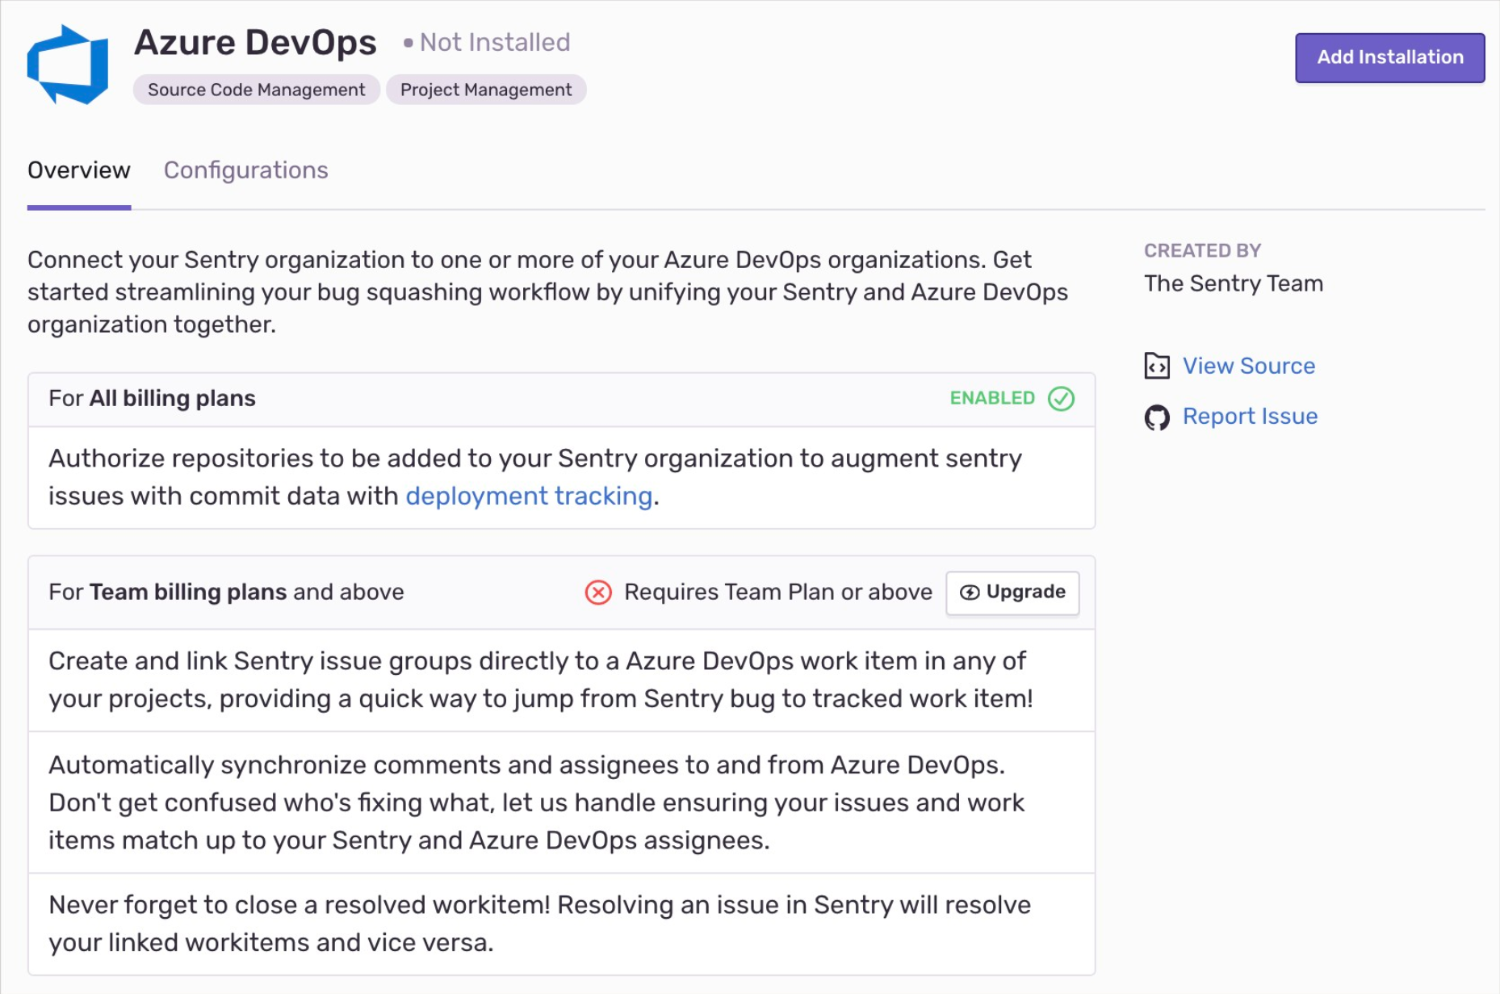 Azure DevOps • Not Installed
Add Installation
Source Code Management Project Management
Overview Configurations
Connect your Sentry organization to one or more of your Azure DevOps organizations. Get
started streamlining your bug squashing workflow by unifying your Sentry and Azure DevOps
organization together.
CREATED BY
The Sentry Team
View Source
Report Issue
For All billing plans ENABLED
Authorize repositories to be added to your Sentry organization to augment sentry
issues with commit data with deployment tracking.
For Team billing plans and above Requires Team Plan or above Upgrade
Create and link Sentry issue groups directly to a Azure DevOps work item in any of
your projects, providing a quick way to jump from Sentry bug to tracked work item!
Automatically synchronize comments and assignees to and from Azure DevOps.
Don't get confused who's fixing what, let us handle ensuring your issues and work
items match up to your Sentry and Azure DevOps assignees.
Never forget to close a resolved workitem! Resolving an issue in Sentry will resolve
your linked workitems and vice versa.